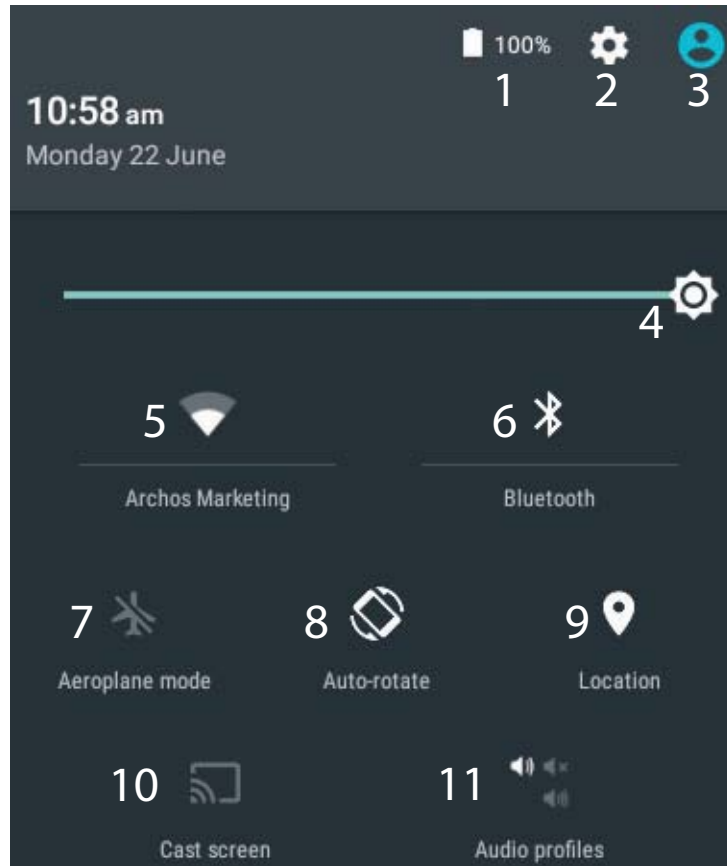 100%
1 2 3
10:58 am
Monday 22 June
4
5 6
Archos Marketing Bluetooth
7 8 9
Aeroplane mode Auto-rotate Location
10 11
Cast screen Audio profiles